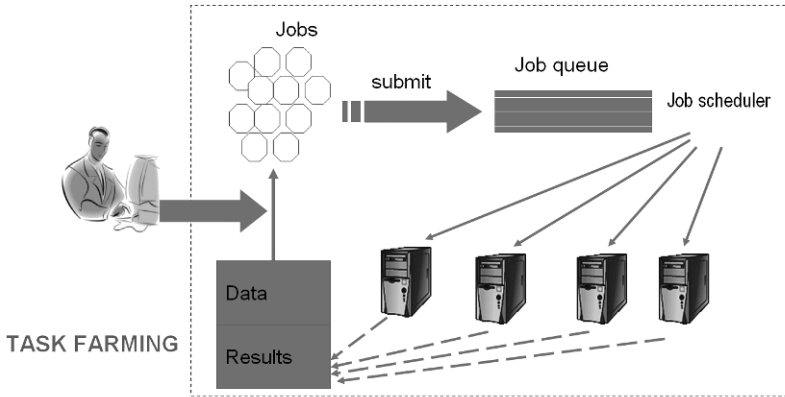 Jobs
submit
Job queue
Job scheduler
Data
Results
TASK FARMING